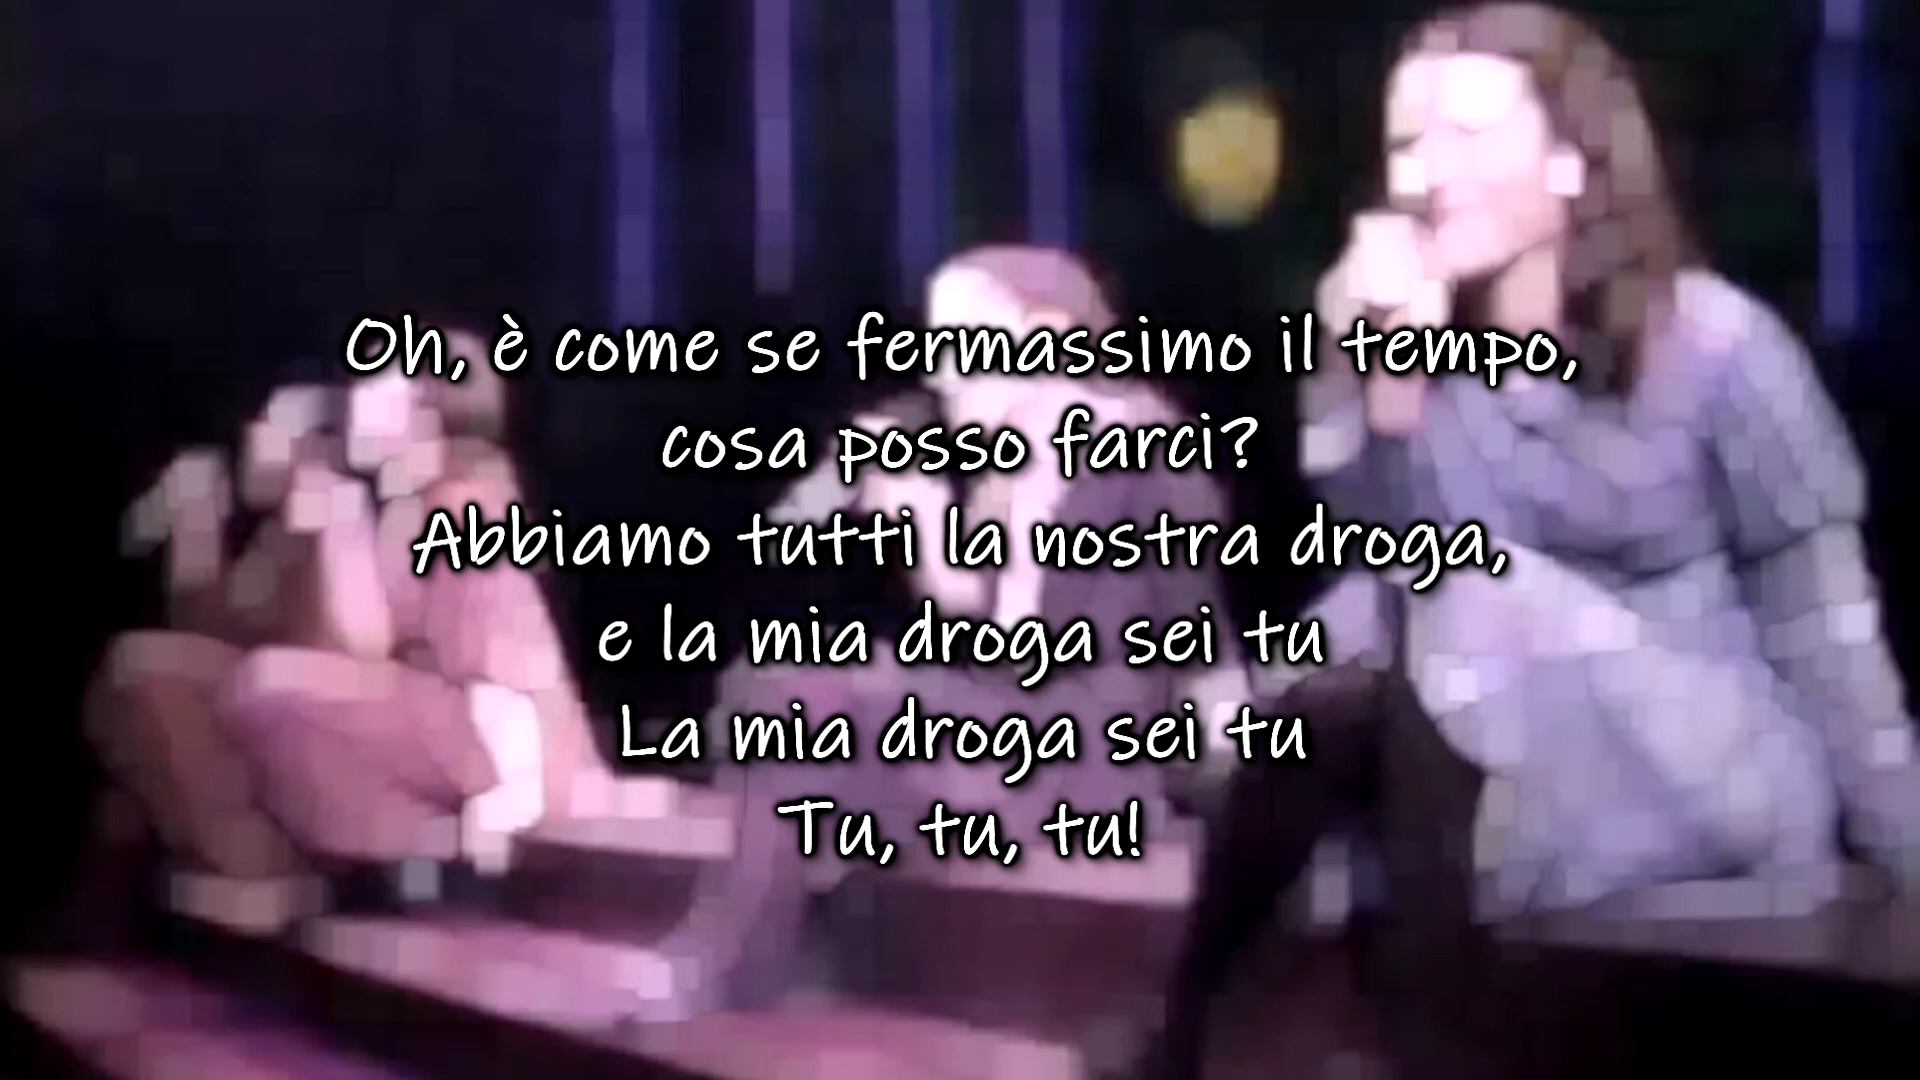 Oh, è come se fermassimo il tempo,
cosa posso farci?
Abbiamo tutti la nostra droga,
e la mia droga sei tu
La mia droga sei tu
Tu, tu, tu!